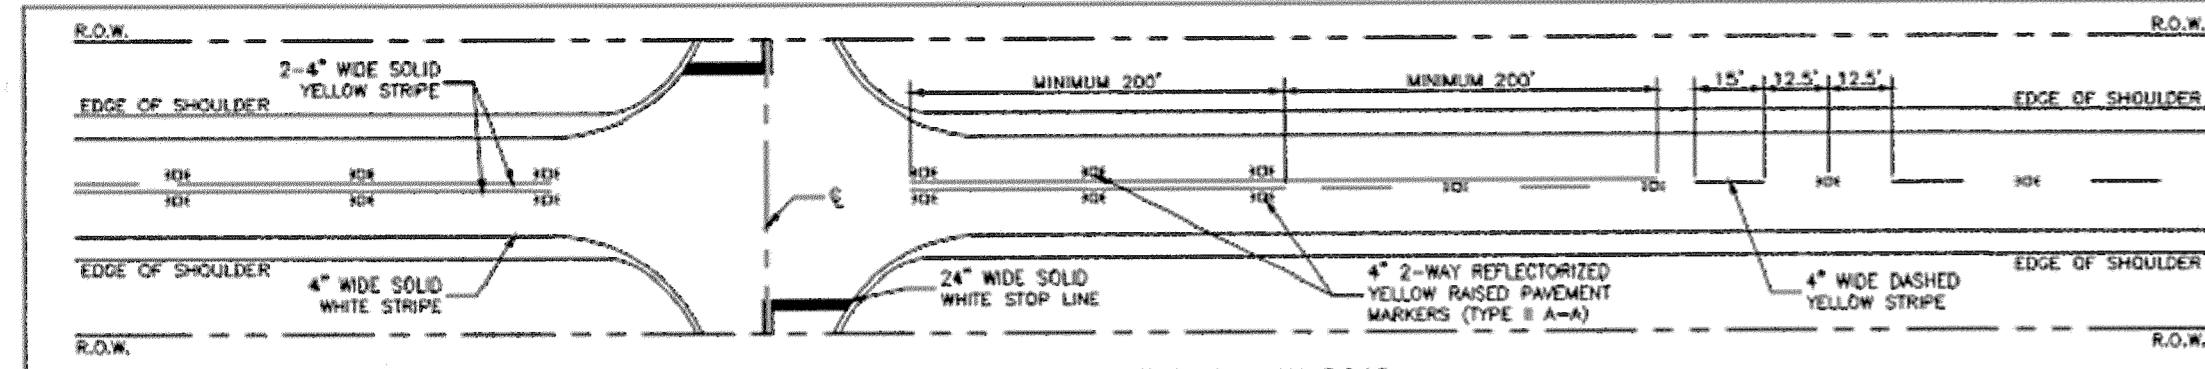 R.O.W.
R.O.W.
2-4" WIDE SOLID
YELLOW STRIPE
EDGE OF SHOULDER
MINIMUM 200'
MINIMUM 200'
15'
12.5'
12.5'
EDGE OF SHOULDER
℄
EDGE OF SHOULDER
4" WIDE SOLID
WHITE STRIPE
24" WIDE SOLID
WHITE STOP LINE
4" 2-WAY REFLECTORIZED
YELLOW RAISED PAVEMENT
MARKERS (TYPE II A-A)
4" WIDE DASHED
YELLOW STRIPE
EDGE OF SHOULDER
R.O.W.
R.O.W.